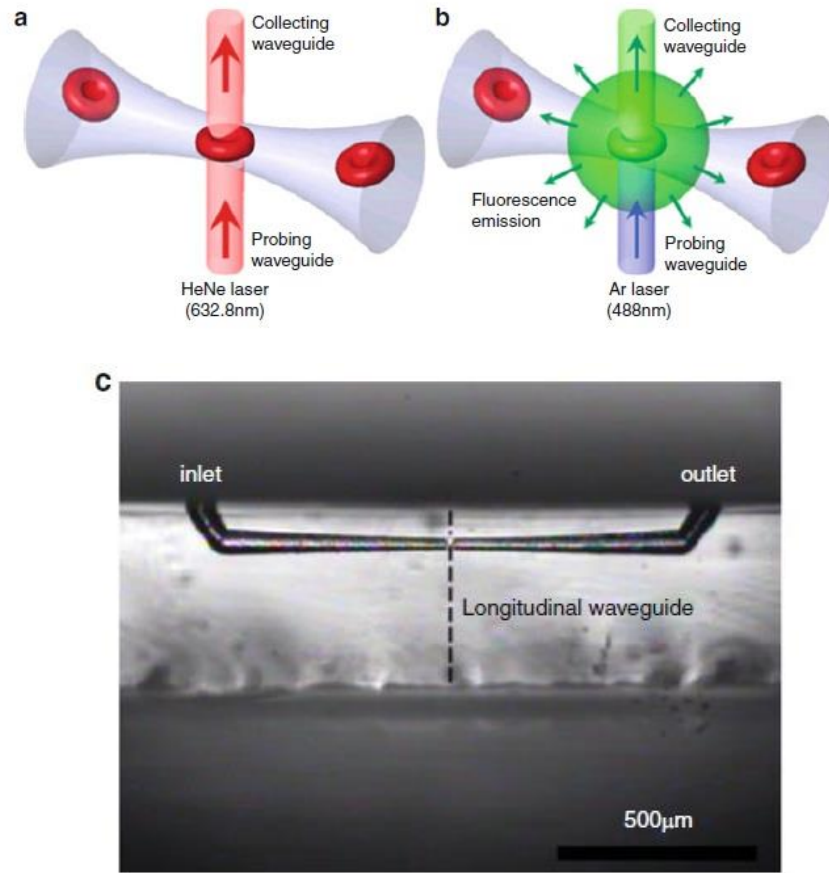 a
Collecting
waveguide
Probing
waveguide
HeNe laser
(632.8nm)
b
Collecting
waveguide
Fluorescence
emission
Probing
waveguide
Ar laser
(488nm)
c
inlet
outlet
Longitudinal waveguide
500μm